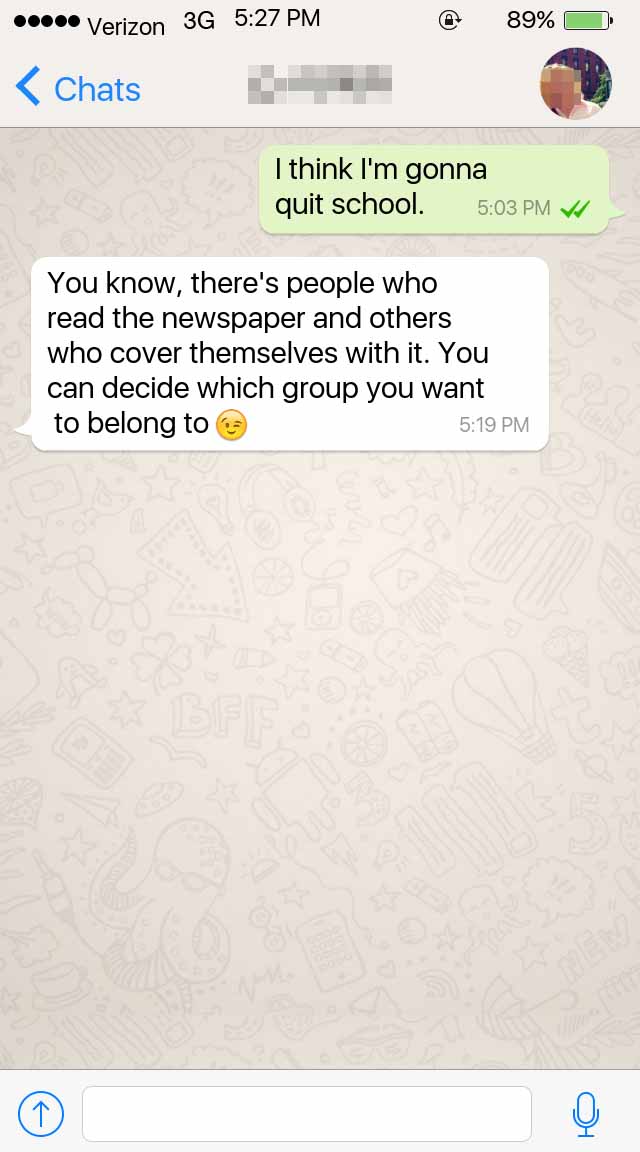 Verizon 3G 5:27 PM 89%
Chats
I think I'm gonna
quit school. 5:03 PM
You know, there's people who
read the newspaper and others
who cover themselves with it. You
can decide which group you want
to belong to 😉 5:19 PM
BFF
NEW